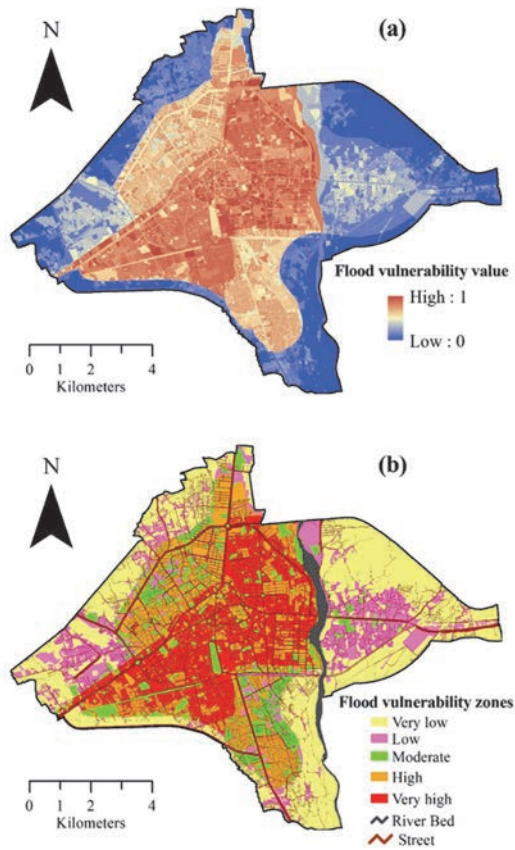 N
(a)
Flood vulnerability value
High : 1
Low : 0
0 1 2 4
Kilometers
N
(b)
Flood vulnerability zones
Very low
Low
Moderate
High
Very high
River Bed
Street
0 1 2 4
Kilometers